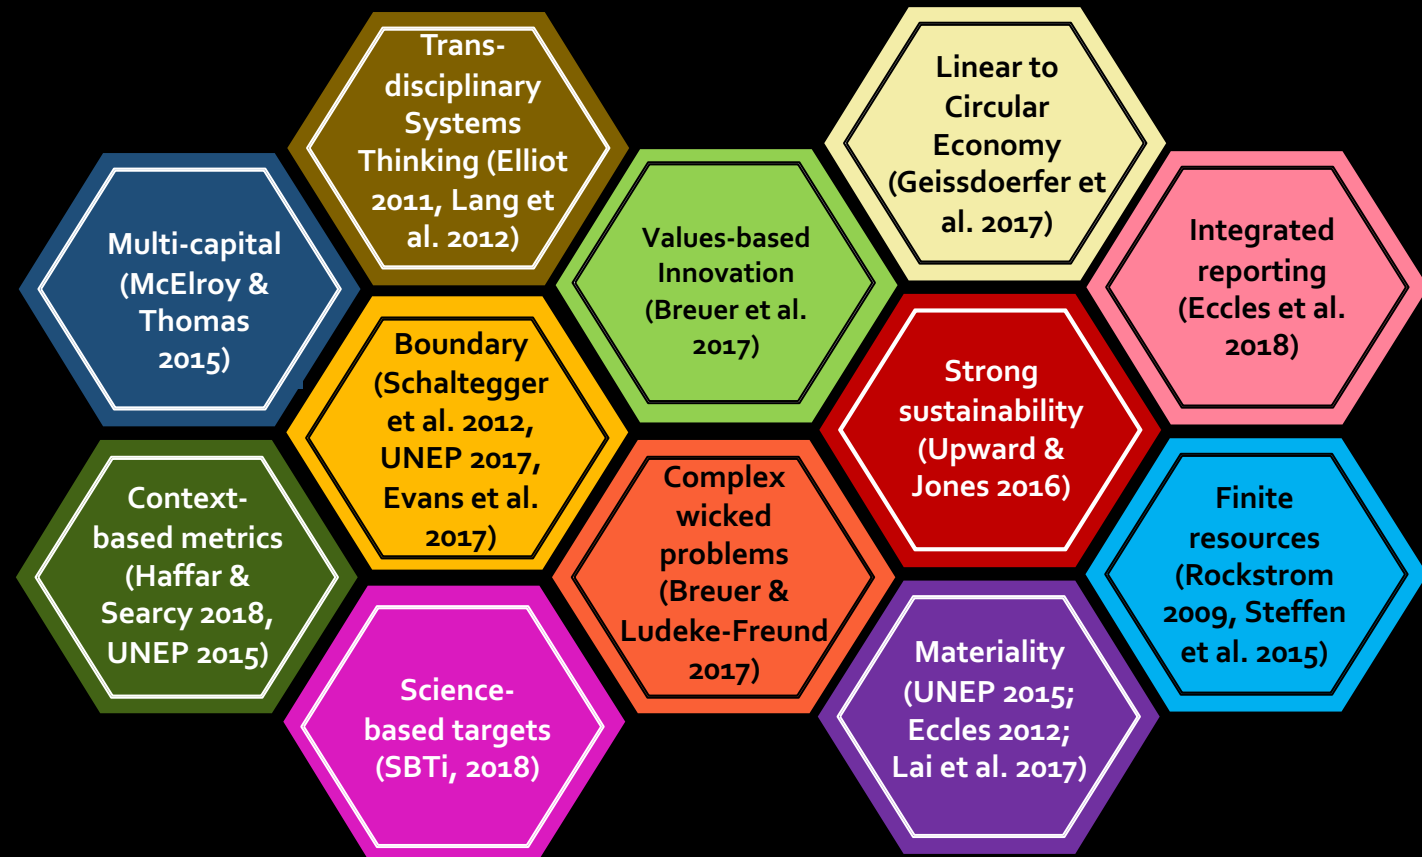 Trans-
disciplinary
Systems
Thinking (Elliot
2011, Lang et
al. 2012)
Linear to
Circular
Economy
(Geissdoerfer et
al. 2017)
Multi-capital
(McElroy &
Thomas
2015)
Values-based
Innovation
(Breuer et al.
2017)
Integrated
reporting
(Eccles et al.
2018)
Boundary
(Schaltegger
et al. 2012,
UNEP 2017,
Evans et al.
2017)
Strong
sustainability
(Upward &
Jones 2016)
Context-
based metrics
(Haffar &
Searcy 2018,
UNEP 2015)
Complex
wicked
problems
(Breuer &
Ludeke-Freund
2017)
Finite
resources
(Rockstrom
2009, Steffen
et al. 2015)
Science-
based targets
(SBTi, 2018)
Materiality
(UNEP 2015;
Eccles 2012;
Lai et al. 2017)